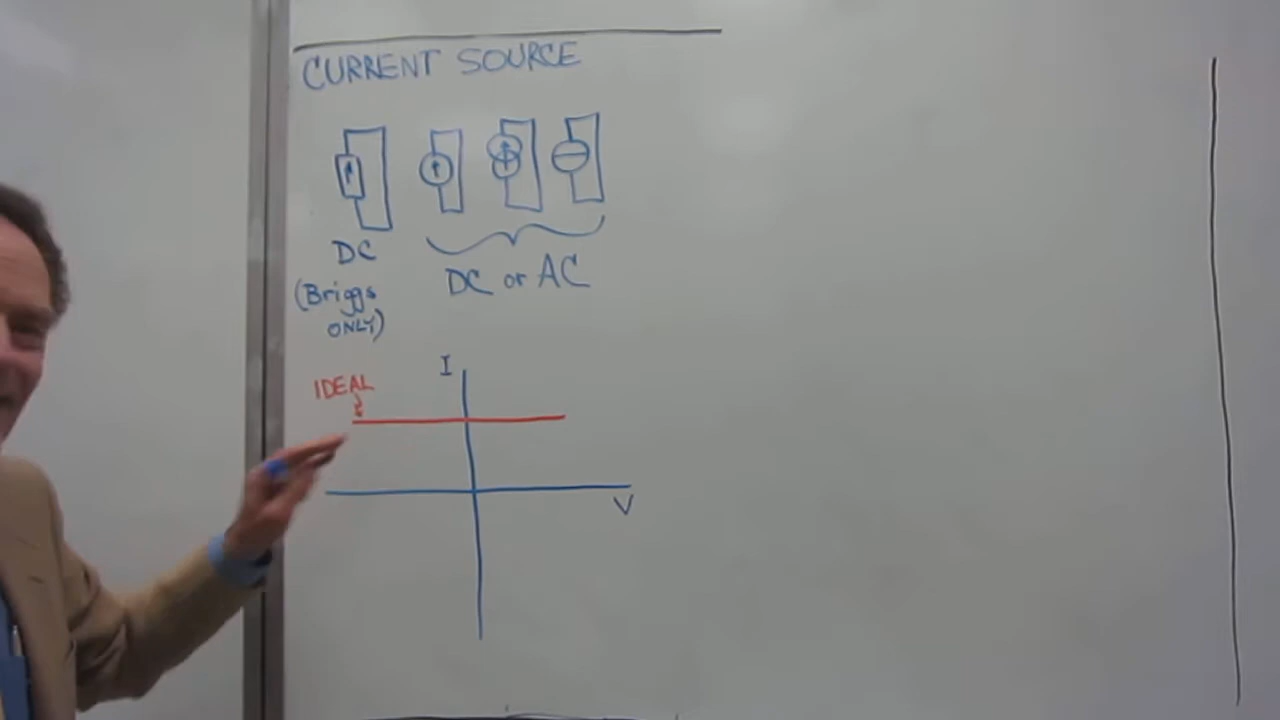 CURRENT SOURCE
DC
(Briggs
ONLY)
DC or AC
I
IDEAL
V